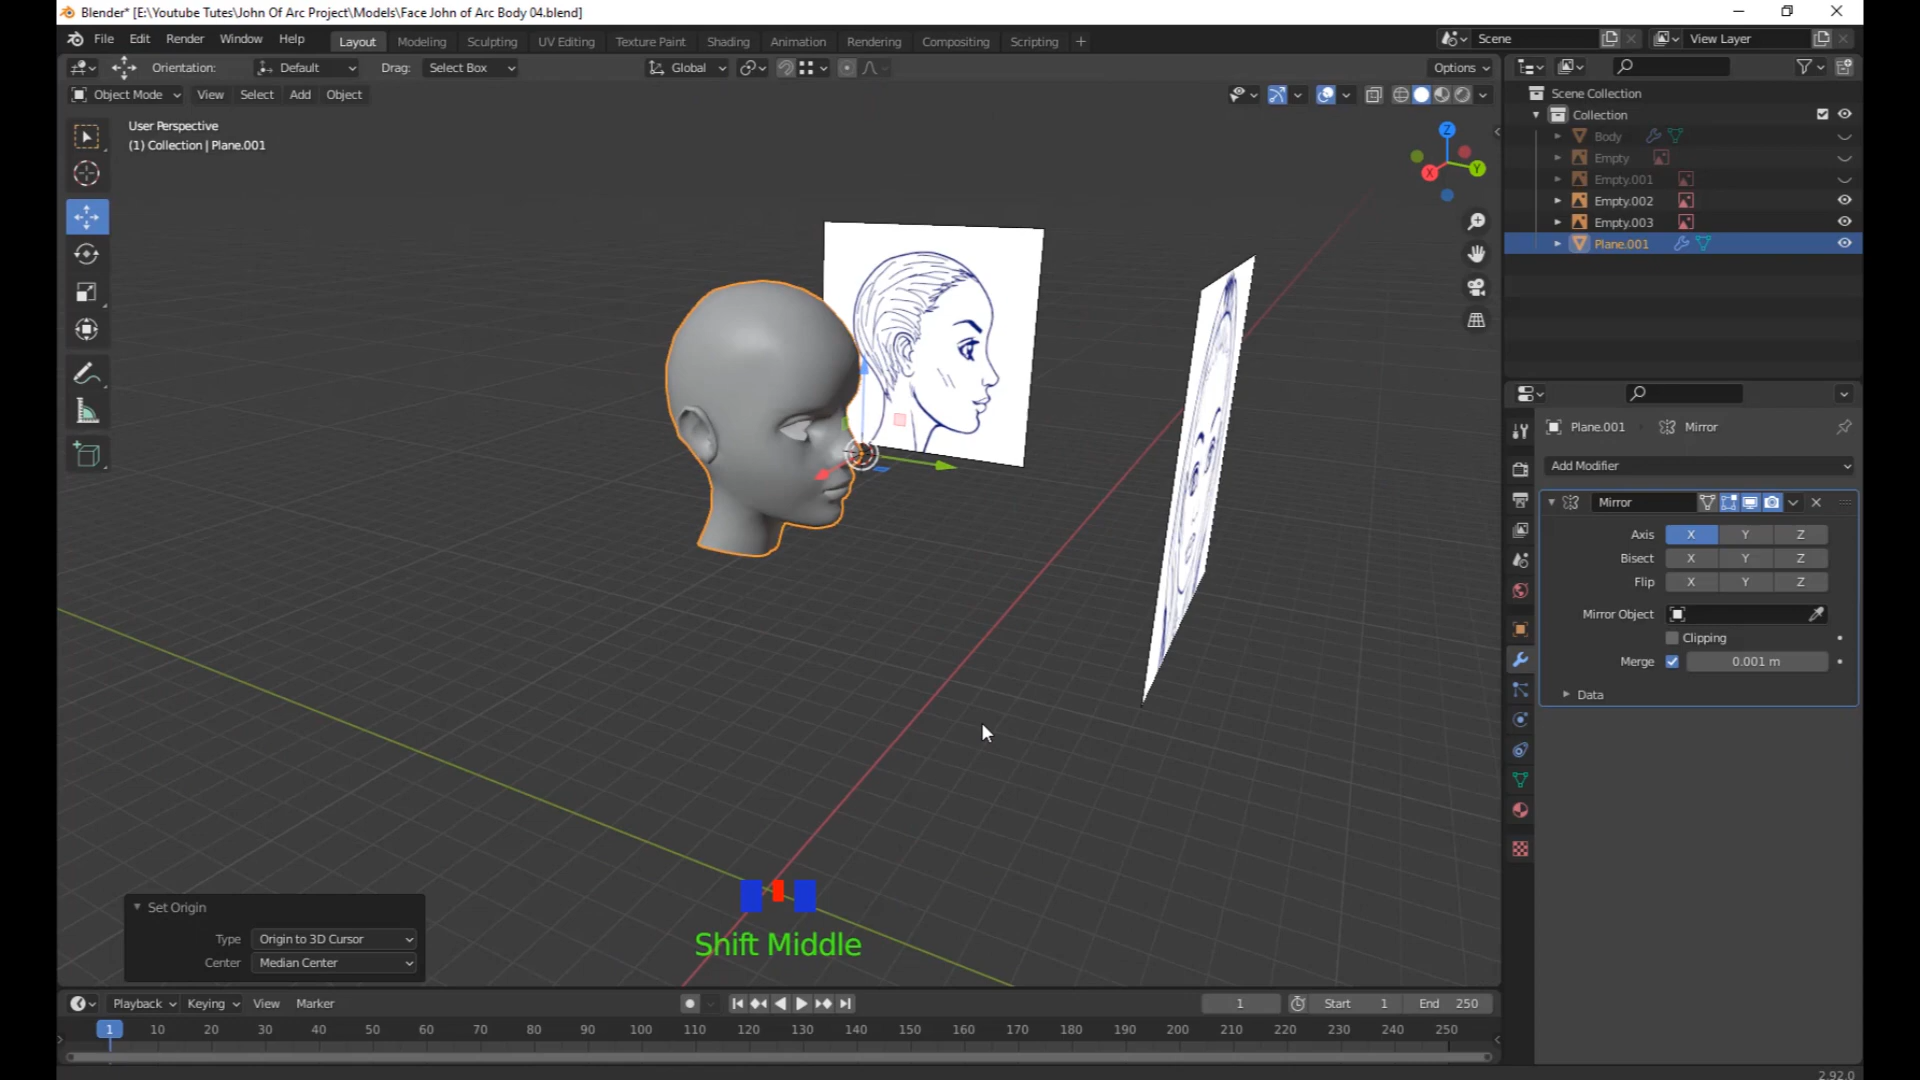 Blender* [E:\Youtube Tutes\John Of Arc Project\Models\Face John of Arc Body 04.blend]
File Edit Render Window Help Layout Modeling Sculpting UV Editing Texture Paint Shading Animation Rendering Compositing Scripting + Scene View Layer
Orientation: Default Drag: Select Box Global Options
Object Mode View Select Add Object
User Perspective
(1) Collection | Plane.001
Z
Y
X
Scene Collection
Collection
Body
Empty
Empty.001
Empty.002
Empty.003
Plane.001
Plane.001 Mirror
Add Modifier
Mirror
Axis X Y Z
Bisect X Y Z
Flip X Y Z
Mirror Object
Clipping
Merge 0.001 m
Data
Set Origin
Type Origin to 3D Cursor
Center Median Center
Shift Middle
Playback Keying View Marker 1 Start 1 End 250
1 10 20 30 40 50 60 70 80 90 100 110 120 130 140 150 160 170 180 190 200 210 220 230 240 250
2.92.0